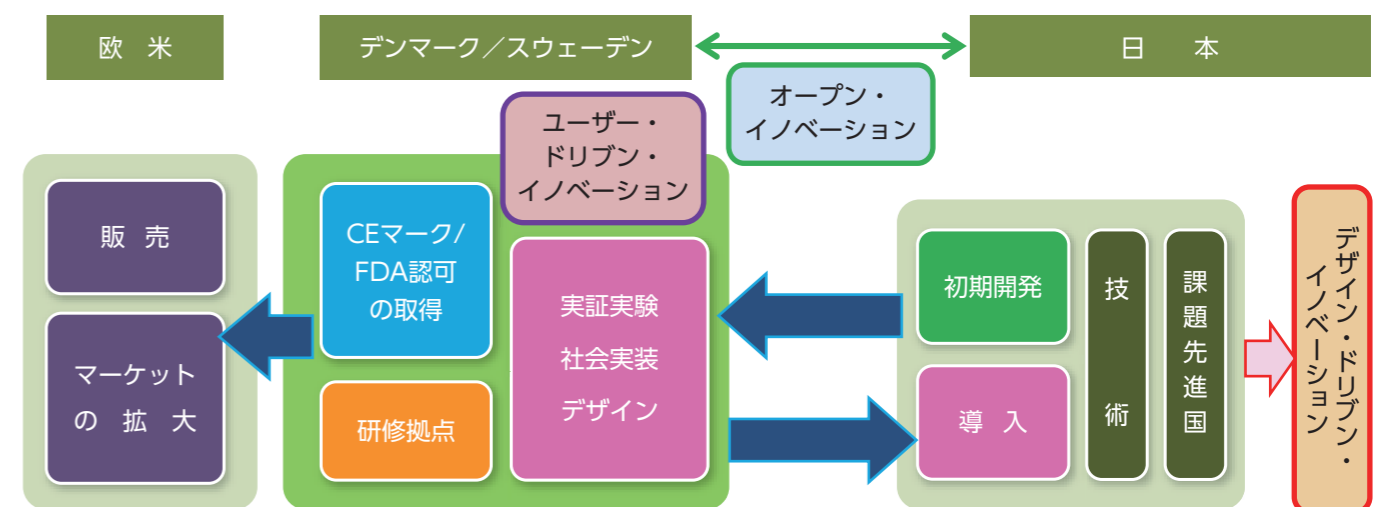 欧 米
デンマーク／スウェーデン
日 本
オープン・
イノベーション
ユーザー・
ドリブン・
イノベーション
販 売
マーケット
の 拡 大
CEマーク/
FDA認可
の取得
研修拠点
実証実験
社会実装
デザイン
初期開発
導 入
技 術
課題先進国
デザイン・ドリブン・
イノベーション